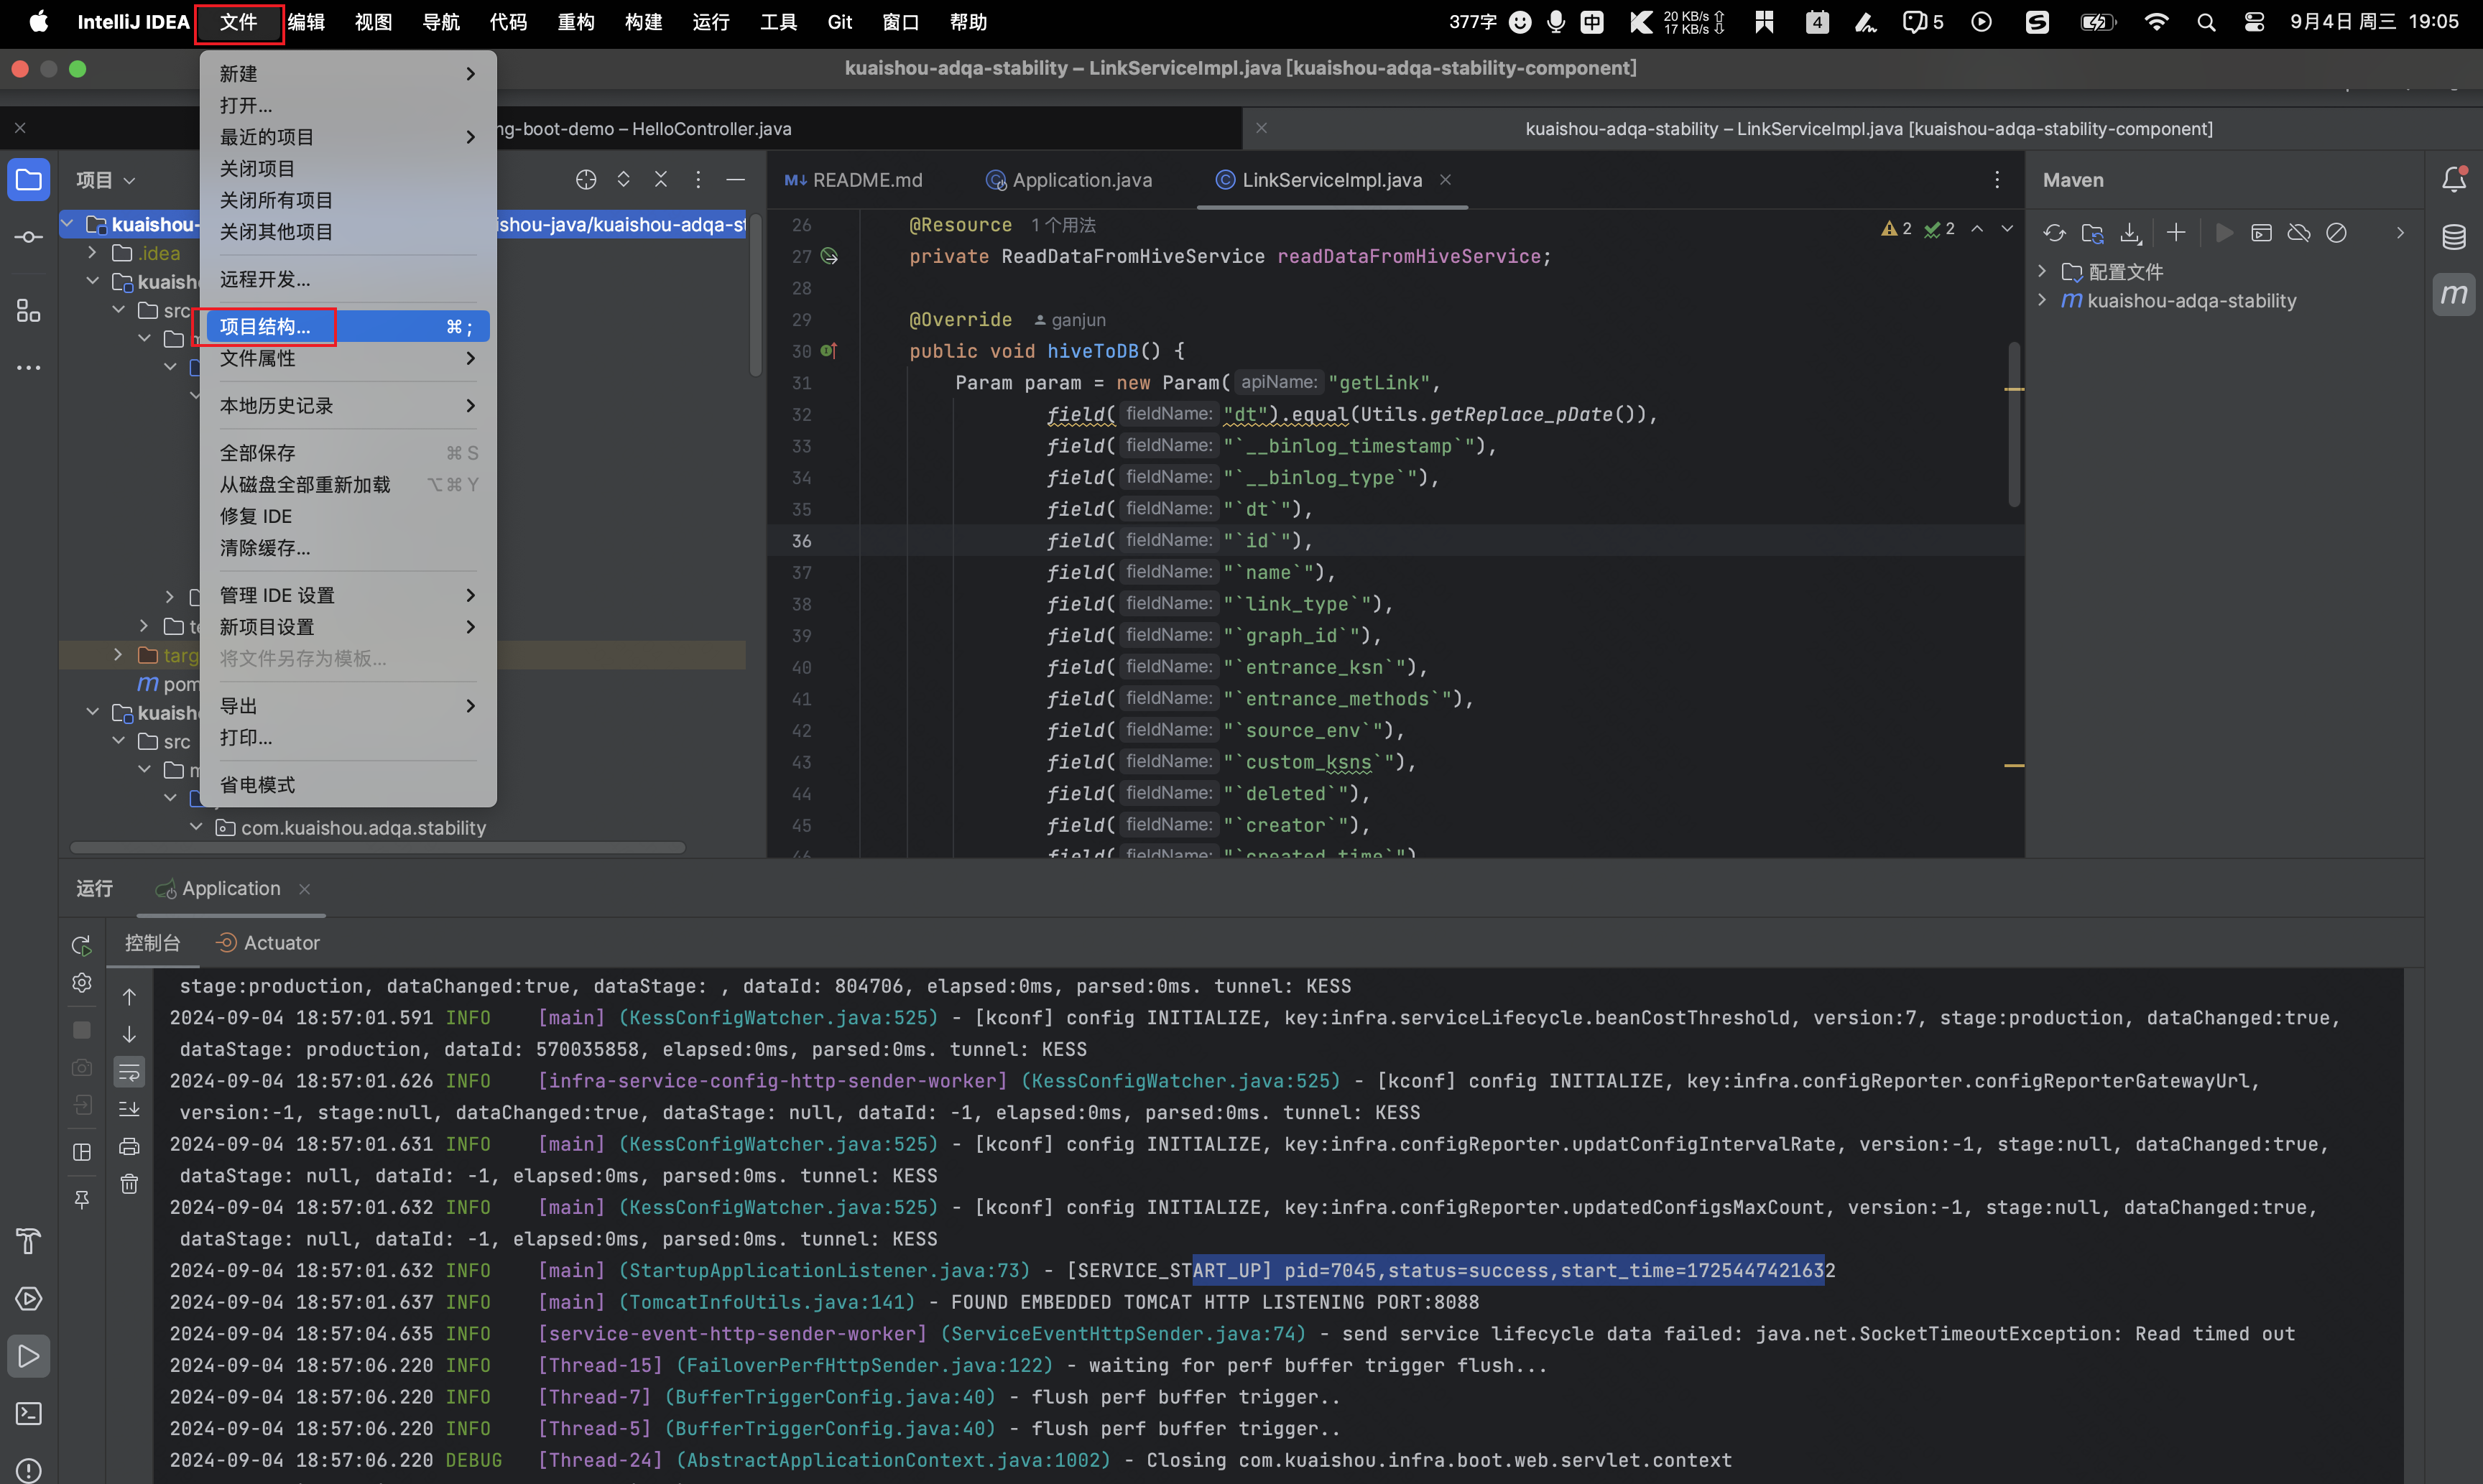 IntelliJ IDEA 文件 编辑 视图 导航 代码 重构 构建 运行 工具 Git 窗口 帮助 377字 中 20 KB/s 17 KB/s 4 5 9月4日 周三 19:05
kuaishou-adqa-stability – LinkServiceImpl.java [kuaishou-adqa-stability-component]
ng-boot-demo – HelloController.java
kuaishou-adqa-stability – LinkServiceImpl.java [kuaishou-adqa-stability-component]
新建
打开...
最近的项目
关闭项目
关闭所有项目
关闭其他项目
远程开发...
项目结构... ⌘ ;
文件属性
本地历史记录
全部保存 ⌘ S
从磁盘全部重新加载 ⌥ ⌘ Y
修复 IDE
清除缓存...
管理 IDE 设置
新项目设置
将文件另存为模板...
导出
打印...
省电模式
项目
kuaishou- ishou-java/kuaishou-adqa-st
.idea
kuaish
src
targ
pom
kuaish
src
com.kuaishou.adqa.stability
README.md Application.java LinkServiceImpl.java
2 2
26 @Resource 1 个用法
27 private ReadDataFromHiveService readDataFromHiveService;
28
29 @Override ganjun
30 public void hiveToDB() {
31 Param param = new Param( apiName: "getLink",
32 field( fieldName: "dt").equal(Utils.getReplace_pDate()),
33 field( fieldName: "`__binlog_timestamp`"),
34 field( fieldName: "`__binlog_type`"),
35 field( fieldName: "`dt`"),
36 field( fieldName: "`id`"),
37 field( fieldName: "`name`"),
38 field( fieldName: "`link_type`"),
39 field( fieldName: "`graph_id`"),
40 field( fieldName: "`entrance_ksn`"),
41 field( fieldName: "`entrance_methods`"),
42 field( fieldName: "`source_env`"),
43 field( fieldName: "`custom_ksns`"),
44 field( fieldName: "`deleted`"),
45 field( fieldName: "`creator`"),
46 field( fieldName: "`created_time`")
Maven
配置文件
kuaishou-adqa-stability
运行 Application
控制台 Actuator
stage:production, dataChanged:true, dataStage: , dataId: 804706, elapsed:0ms, parsed:0ms. tunnel: KESS
2024-09-04 18:57:01.591 INFO [main] (KessConfigWatcher.java:525) - [kconf] config INITIALIZE, key:infra.serviceLifecycle.beanCostThreshold, version:7, stage:production, dataChanged:true,
dataStage: production, dataId: 570035858, elapsed:0ms, parsed:0ms. tunnel: KESS
2024-09-04 18:57:01.626 INFO [infra-service-config-http-sender-worker] (KessConfigWatcher.java:525) - [kconf] config INITIALIZE, key:infra.configReporter.configReporterGatewayUrl,
version:-1, stage:null, dataChanged:true, dataStage: null, dataId: -1, elapsed:0ms, parsed:0ms. tunnel: KESS
2024-09-04 18:57:01.631 INFO [main] (KessConfigWatcher.java:525) - [kconf] config INITIALIZE, key:infra.configReporter.updatConfigIntervalRate, version:-1, stage:null, dataChanged:true,
dataStage: null, dataId: -1, elapsed:0ms, parsed:0ms. tunnel: KESS
2024-09-04 18:57:01.632 INFO [main] (KessConfigWatcher.java:525) - [kconf] config INITIALIZE, key:infra.configReporter.updatedConfigsMaxCount, version:-1, stage:null, dataChanged:true,
dataStage: null, dataId: -1, elapsed:0ms, parsed:0ms. tunnel: KESS
2024-09-04 18:57:01.632 INFO [main] (StartupApplicationListener.java:73) - [SERVICE_START_UP] pid=7045,status=success,start_time=1725447421632
2024-09-04 18:57:01.637 INFO [main] (TomcatInfoUtils.java:141) - FOUND EMBEDDED TOMCAT HTTP LISTENING PORT:8088
2024-09-04 18:57:04.635 INFO [service-event-http-sender-worker] (ServiceEventHttpSender.java:74) - send service lifecycle data failed: java.net.SocketTimeoutException: Read timed out
2024-09-04 18:57:06.220 INFO [Thread-15] (FailoverPerfHttpSender.java:122) - waiting for perf buffer trigger flush...
2024-09-04 18:57:06.220 INFO [Thread-7] (BufferTriggerConfig.java:40) - flush perf buffer trigger..
2024-09-04 18:57:06.220 INFO [Thread-5] (BufferTriggerConfig.java:40) - flush perf buffer trigger..
2024-09-04 18:57:06.220 DEBUG [Thread-24] (AbstractApplicationContext.java:1002) - Closing com.kuaishou.infra.boot.web.servlet.context